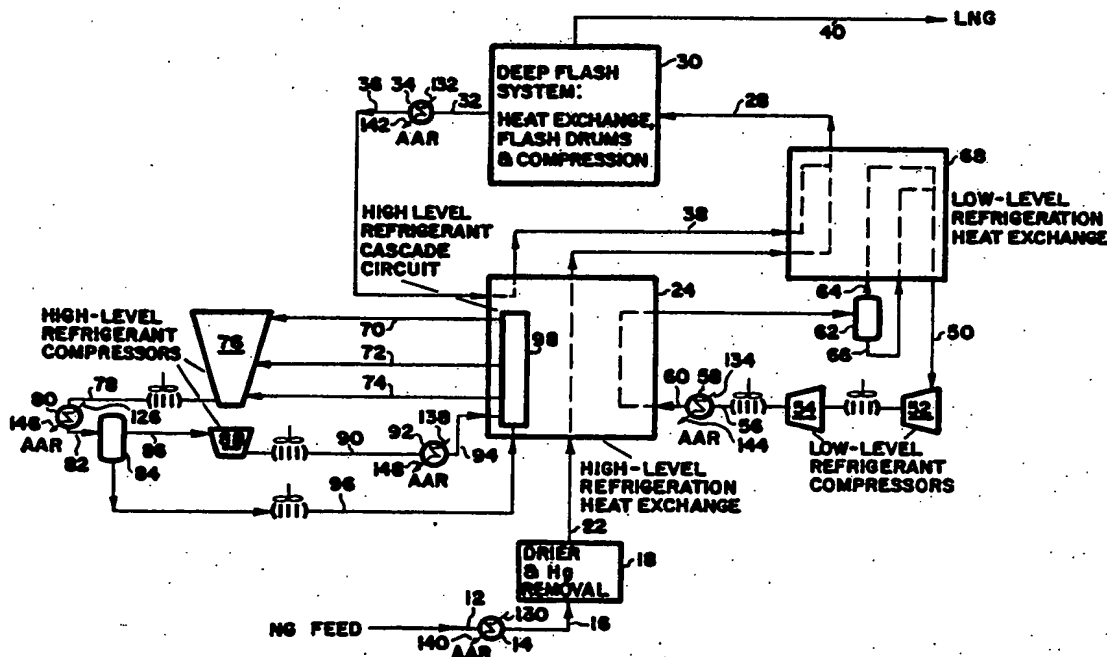 LNG
40
DEEP FLASH
SYSTEM:
HEAT EXCHANGE,
FLASH DRUMS
& COMPRESSION
30
36
34
132
32
142
AAR
28
68
LOW-LEVEL
REFRIGERATION
HEAT EXCHANGE
HIGH LEVEL
REFRIGERANT
CASCADE
CIRCUIT
38
24
64
62
66
50
HIGH-LEVEL
REFRIGERANT
COMPRESSORS
76
70
72
74
98
78
80
126
146
AAR
82
84
86
88
90
92
138
148
AAR
94
96
60
58
134
56
AAR
144
54
52
LOW-LEVEL
REFRIGERANT
COMPRESSORS
HIGH-LEVEL
REFRIGERATION
HEAT EXCHANGE
22
DRIER
& Hg
REMOVAL
18
NG FEED
12
130
140
14
16
AAR